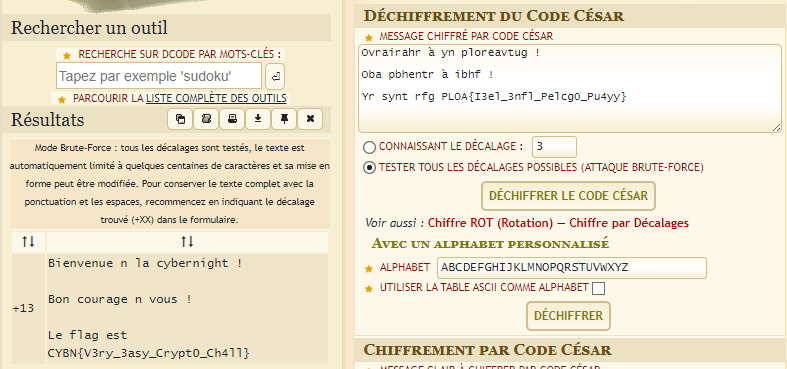 Rechercher un outil
RECHERCHE SUR DCODE PAR MOTS-CLÉS :
Tapez par exemple 'sudoku'
PARCOURIR LA LISTE COMPLÈTE DES OUTILS
Résultats
Mode Brute-Force : tous les décalages sont testés, le texte est
automatiquement limité à quelques centaines de caractères et sa mise en
forme peut être modifiée. Pour conserver le texte complet avec la
ponctuation et les espaces, recommencez en indiquant le décalage
trouvé (+XX) dans le formulaire.
↑↓ ↑↓
Bienvenue n la cybernight !
Bon courage n vous !
+13
Le flag est
CYBN{V3ry_3asy_Crypt0_Ch4ll}
Déchiffrement du Code César
MESSAGE CHIFFRÉ PAR CODE CÉSAR
Ovrairahr à yn ploreavtug !
Oba pbhentr à ibhf !
Yr synt rfg PLOA{I3el_3nfl_Pelcg0_Pu4yy}
CONNAISSANT LE DÉCALAGE : 3
TESTER TOUS LES DÉCALAGES POSSIBLES (ATTAQUE BRUTE-FORCE)
DÉCHIFFRER LE CODE CÉSAR
Voir aussi : Chiffre ROT (Rotation) — Chiffre par Décalages
Avec un alphabet personnalisé
ALPHABET ABCDEFGHIJKLMNOPQRSTUVWXYZ
UTILISER LA TABLE ASCII COMME ALPHABET
DÉCHIFFRER
Chiffrement par Code César
MESSAGE CLAIR À CHIFFRER PAR CODE CÉSAR